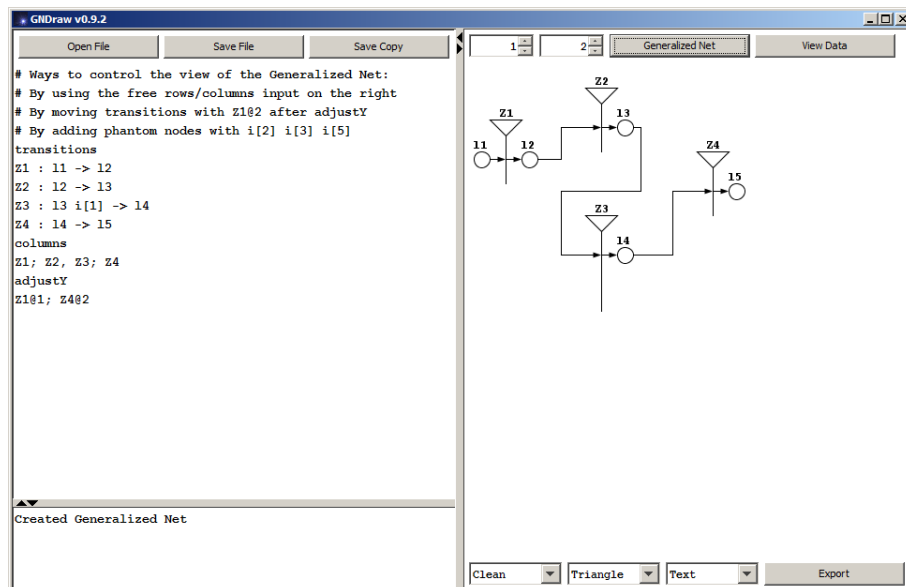 GNDraw v0.9.2
Open File Save File Save Copy
# Ways to control the view of the Generalized Net:
# By using the free rows/columns input on the right
# By moving transitions with Z1@2 after adjustY
# By adding phantom nodes with i[2] i[3] i[5]
transitions
Z1 : l1 -> l2
Z2 : l2 -> l3
Z3 : l3 i[1] -> l4
Z4 : l4 -> l5
columns
Z1; Z2, Z3; Z4
adjustY
Z1@1; Z4@2
Created Generalized Net
1 2 Generalized Net View Data
Z2
Z1 l3
l1 l2 Z4
l5
Z3
l4
Clean Triangle Text Export